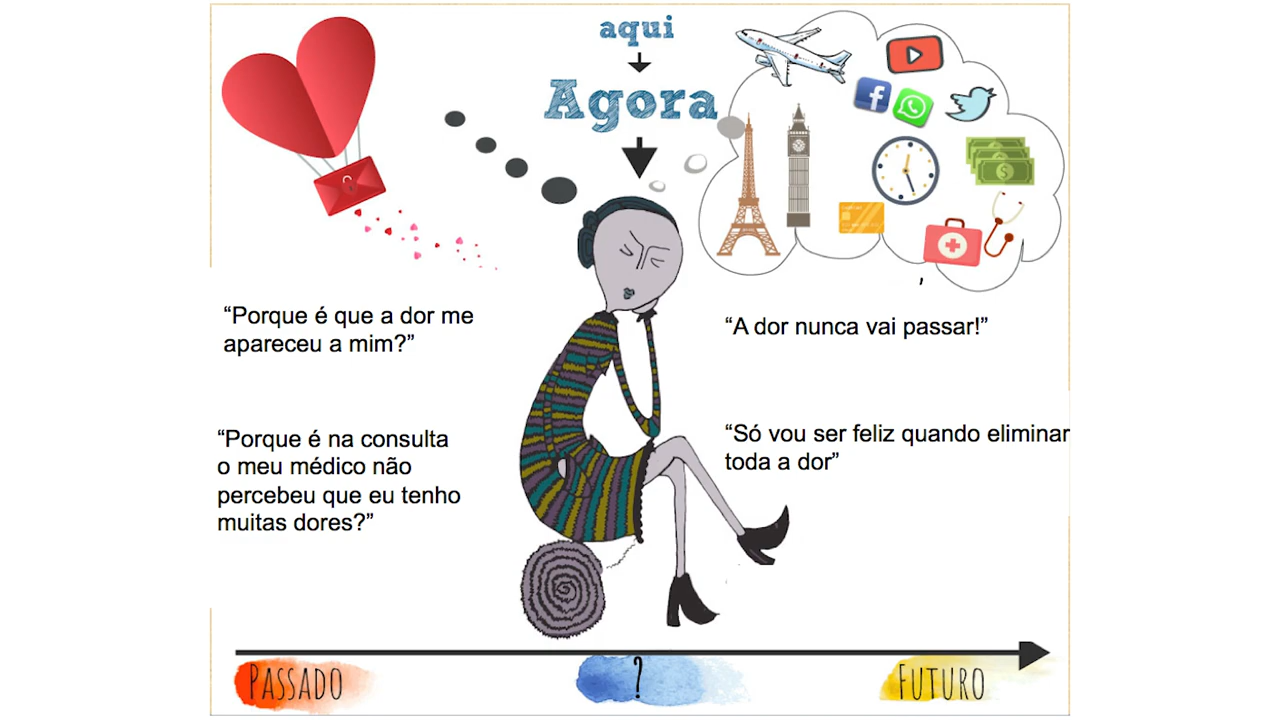 aqui
Agora
“Porque é que a dor me
apareceu a mim?”
“Porque é na consulta
o meu médico não
percebeu que eu tenho
muitas dores?”
“A dor nunca vai passar!”
“Só vou ser feliz quando eliminar
toda a dor”
PASSADO
?
FUTURO